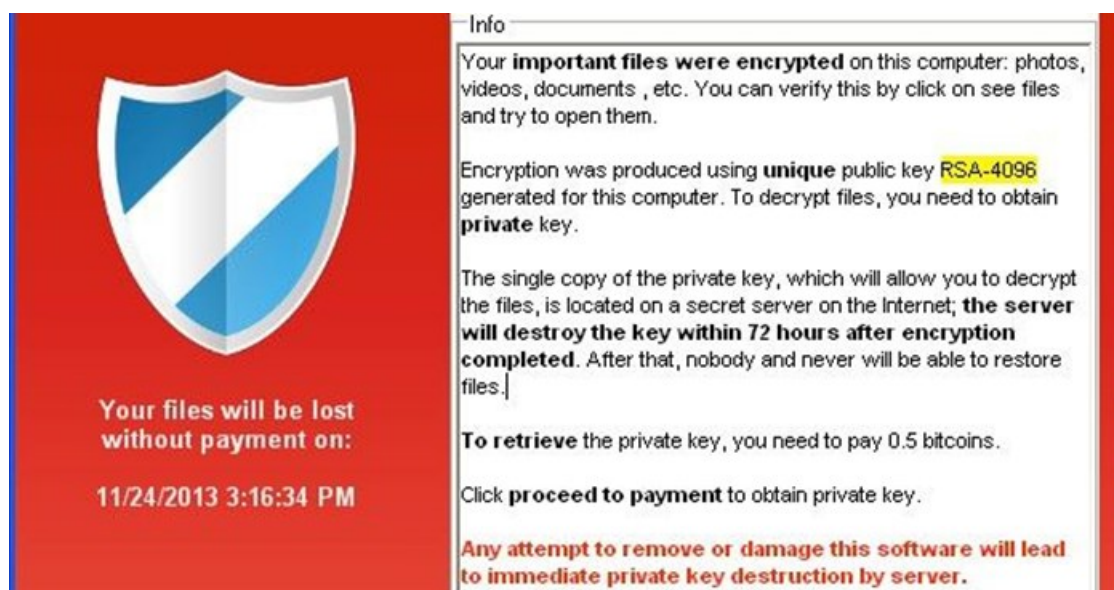 Info
Your important files were encrypted on this computer: photos,
videos, documents , etc. You can verify this by click on see files
and try to open them.
Encryption was produced using unique public key RSA-4096
generated for this computer. To decrypt files, you need to obtain
private key.
The single copy of the private key, which will allow you to decrypt
the files, is located on a secret server on the Internet; the server
will destroy the key within 72 hours after encryption
completed. After that, nobody and never will be able to restore
files.
To retrieve the private key, you need to pay 0.5 bitcoins.
Click proceed to payment to obtain private key.
Any attempt to remove or damage this software will lead
to immediate private key destruction by server.
Your files will be lost
without payment on:
11/24/2013 3:16:34 PM